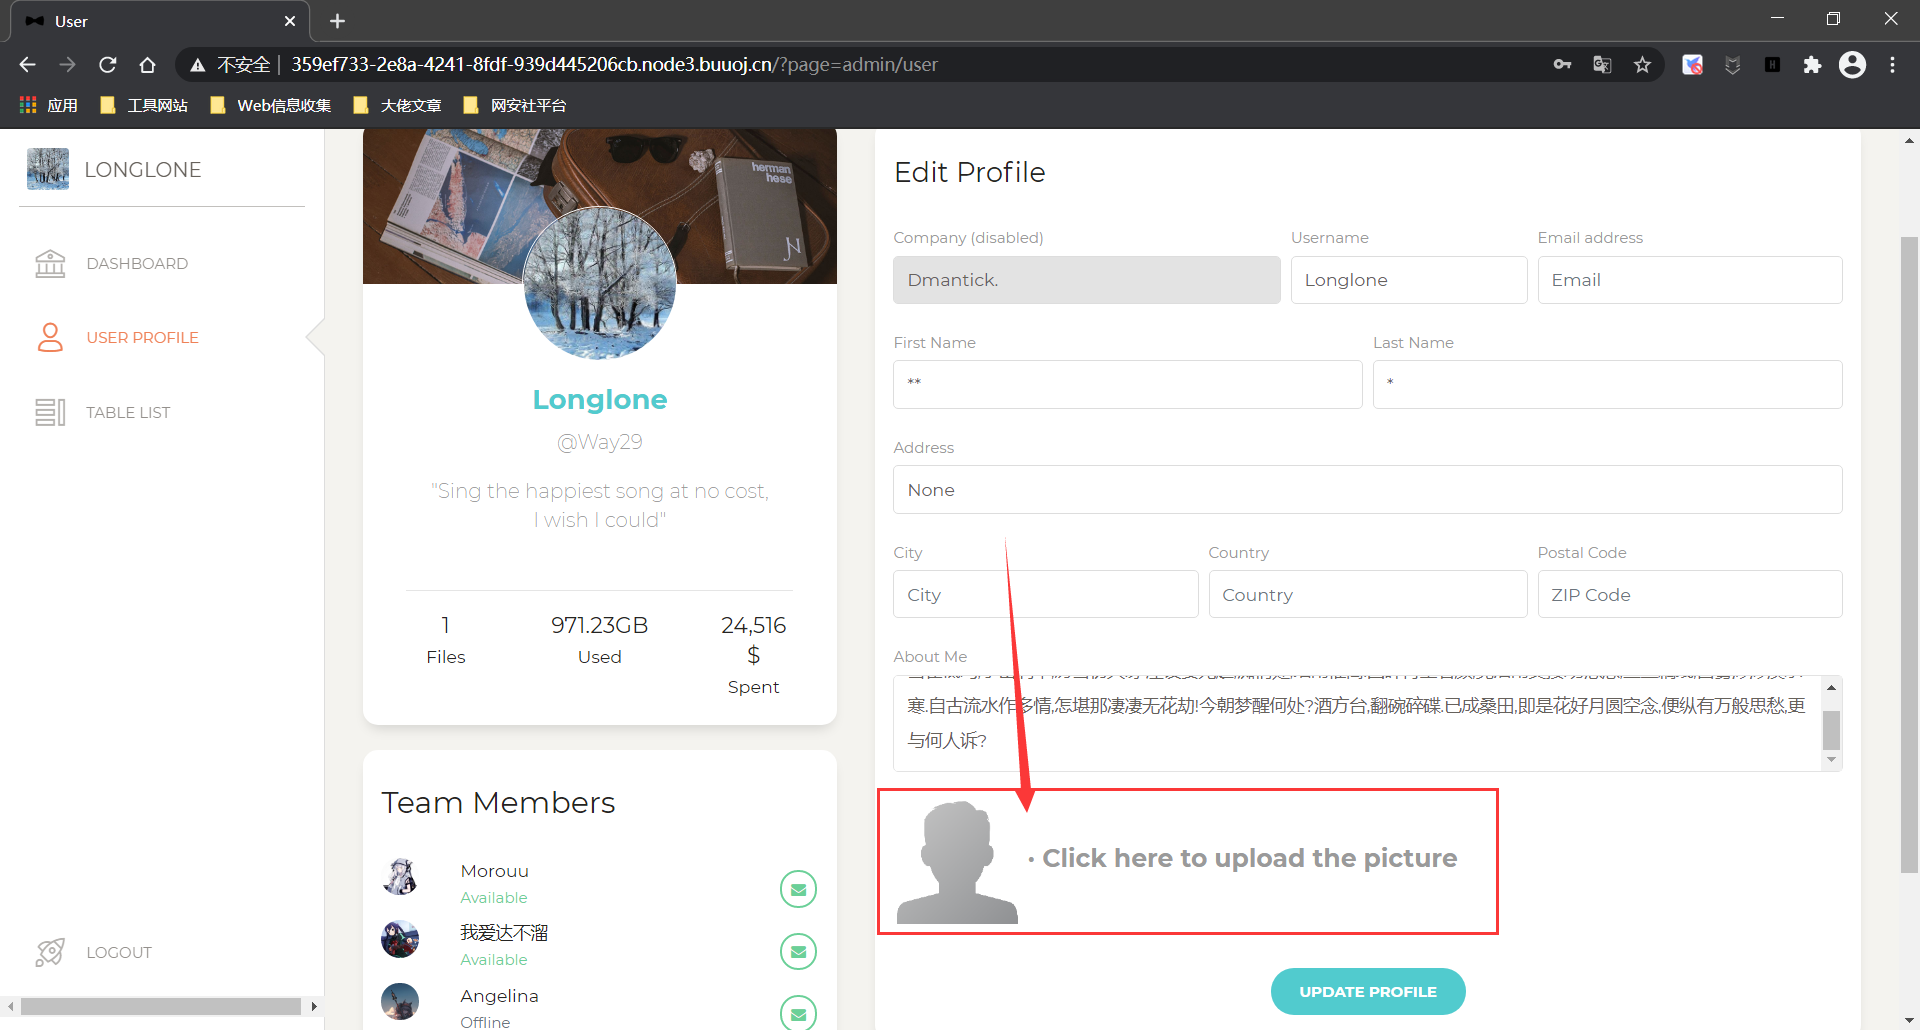 User
不安全 | 359ef733-2e8a-4241-8fdf-939d445206cb.node3.buuoj.cn/?page=admin/user
应用 工具网站 Web信息收集 大佬文章 网安社平台
LONGLONE
DASHBOARD
USER PROFILE
TABLE LIST
LOGOUT
herman
hese
Longlone
@Way29
"Sing the happiest song at no cost,
I wish I could"
1
Files
971.23GB
Used
24,516
$
Spent
Team Members
Morouu
Available
我爱达不溜
Available
Angelina
Offline
Edit Profile
Company (disabled) Username Email address
Dmantick. Longlone Email
First Name Last Name
** *
Address
None
City Country Postal Code
City Country ZIP Code
About Me
寒.自古流水作多情,怎堪那凄凄无花劫!今朝梦醒何处?酒方台,翻碗碎碟.已成桑田,即是花好月圆空念,便纵有万般思愁,更
与何人诉?
· Click here to upload the picture
UPDATE PROFILE